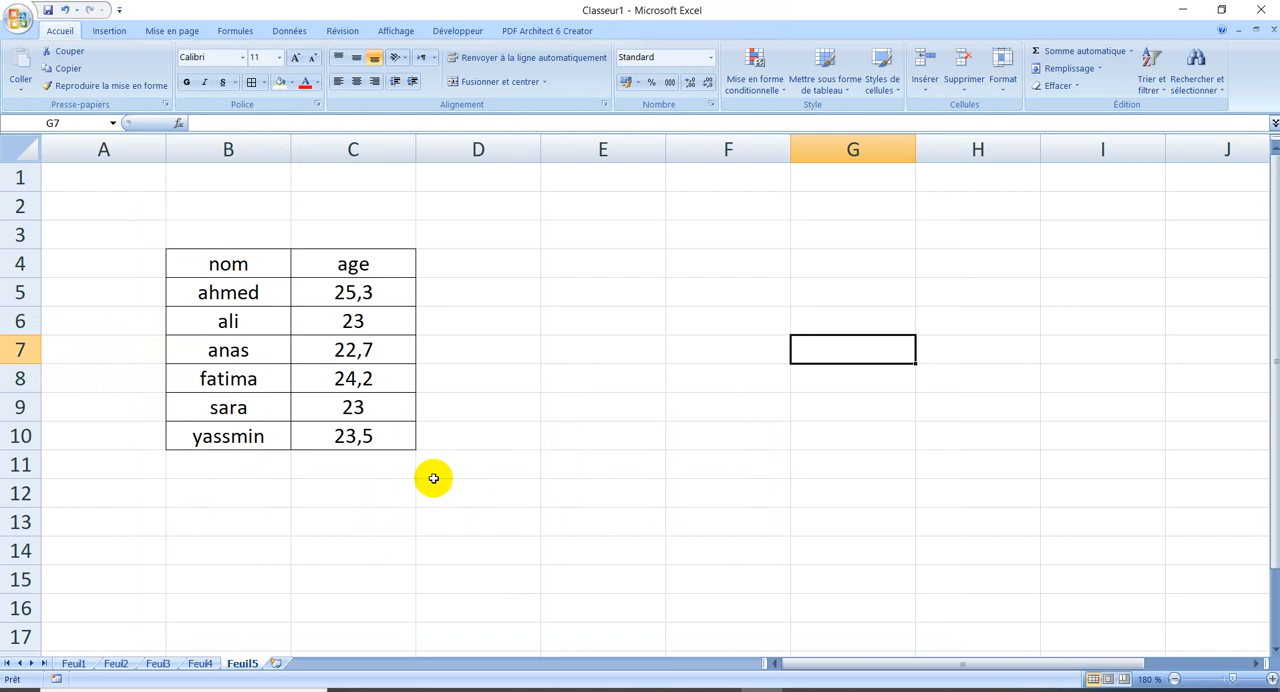 Classeur1 - Microsoft Excel
Accueil Insertion Mise en page Formules Données Révision Affichage Développeur PDF Architect 6 Creator
Coller
Couper
Copier
Reproduire la mise en forme
Presse-papiers
Calibri 11
G I S
Police
Renvoyer à la ligne automatiquement
Fusionner et centrer
Alignement
Standard
% 000
Nombre
Mise en forme conditionnelle
Mettre sous forme de tableau
Styles de cellules
Style
Insérer Supprimer Format
Cellules
Σ Somme automatique
Remplissage
Effacer
Trier et filtrer
Rechercher et sélectionner
Édition
G7 fx
A B C D E F G H I J
1
2
3
4 nom age
5 ahmed 25,3
6 ali 23
7 anas 22,7
8 fatima 24,2
9 sara 23
10 yassmin 23,5
11
12
13
14
15
16
17
Feuil1 Feuil2 Feuil3 Feuil4 Feuil5
Prêt 180 %